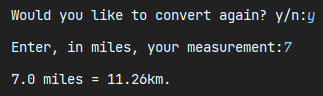 Would you like to convert again? y/n:y
Enter, in miles, your measurement:7
7.0 miles = 11.26km.